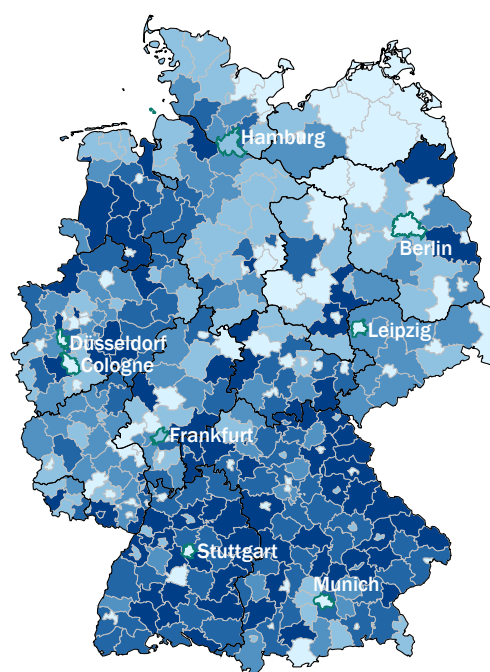 Hamburg
Berlin
Leipzig
Düsseldorf
Cologne
Frankfurt
Stuttgart
Munich